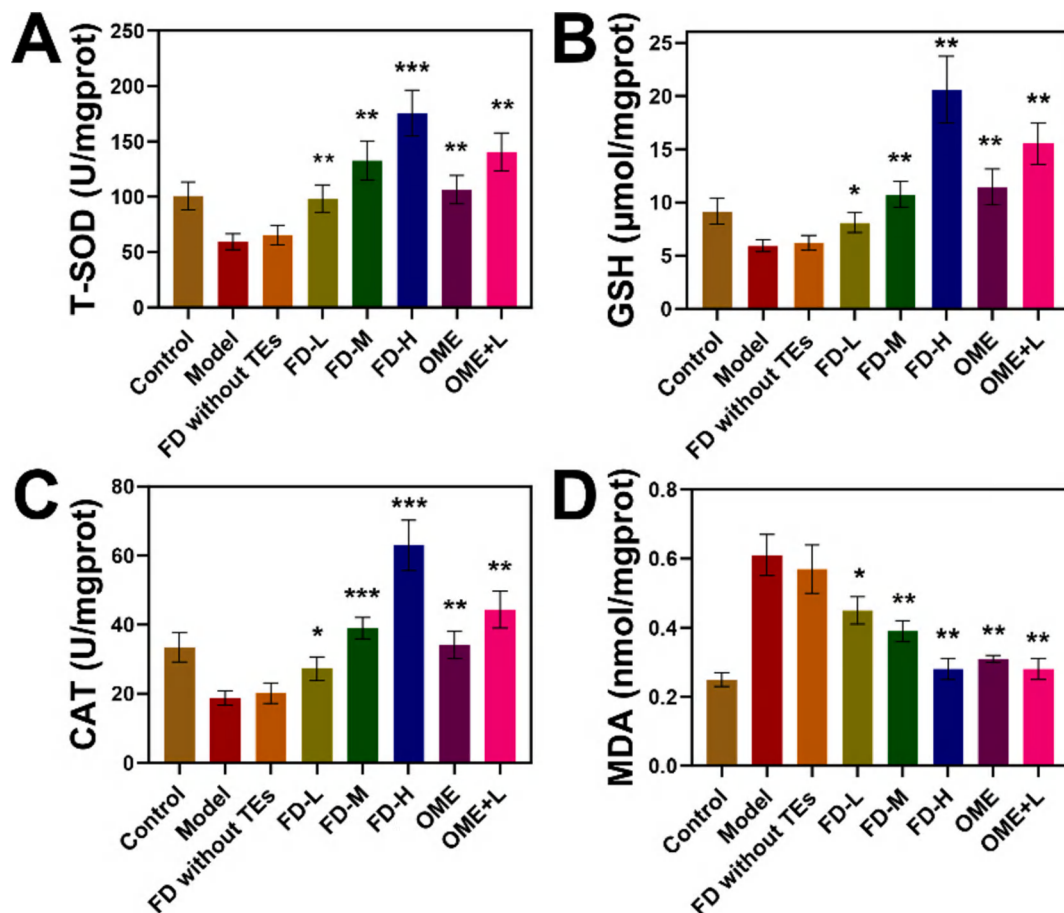 A
T-SOD (U/mgprot)
250
200
150
100
50
0
**
**
***
**
**
Control
Model
FD without TEs
FD-L
FD-M
FD-H
OME
OME+L
B
GSH (μmol/mgprot)
25
20
15
10
5
0
*
**
**
**
**
Control
Model
FD without TEs
FD-L
FD-M
FD-H
OME
OME+L
C
CAT (U/mgprot)
80
60
40
20
0
*
***
***
**
**
Control
Model
FD without TEs
FD-L
FD-M
FD-H
OME
OME+L
D
MDA (nmol/mgprot)
0.8
0.6
0.4
0.2
0.0
*
**
**
**
**
Control
Model
FD without TEs
FD-L
FD-M
FD-H
OME
OME+L